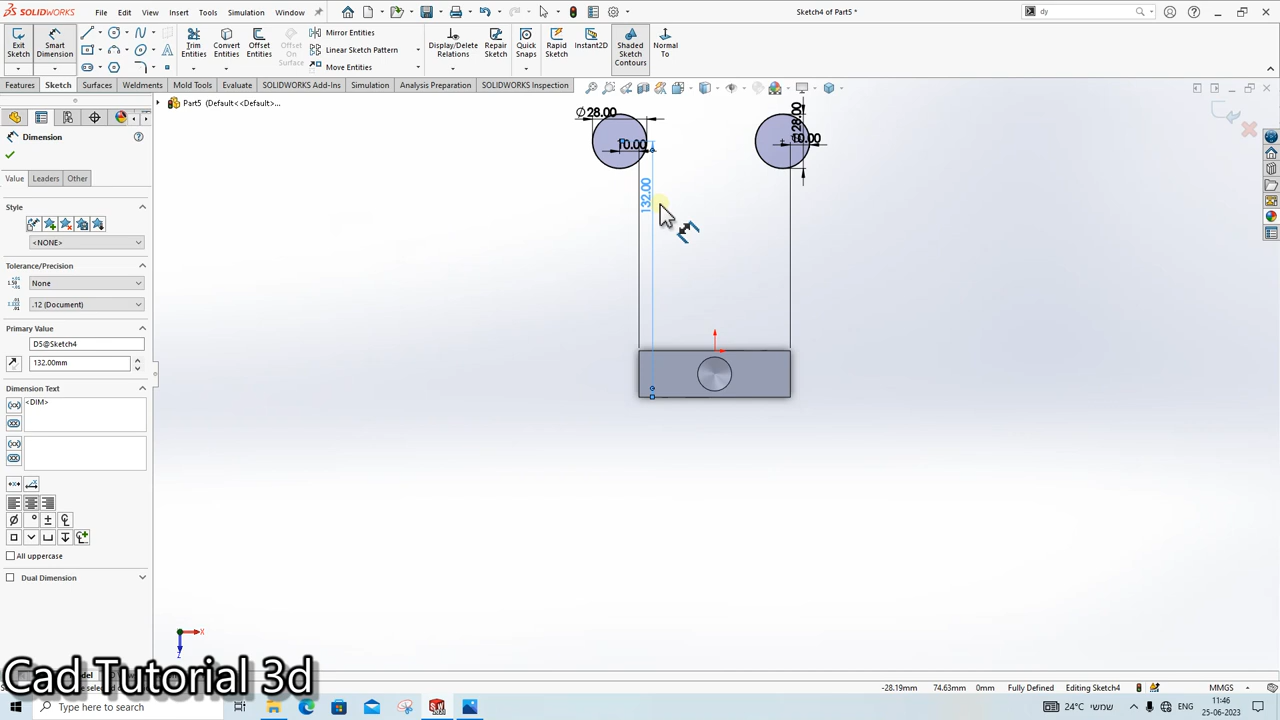 SOLIDWORKS File Edit View Insert Tools Simulation Window Sketch4 of Part5 * dy
Exit Sketch Smart Dimension Trim Entities Convert Entities Offset Entities Offset On Surface Mirror Entities Linear Sketch Pattern Move Entities Display/Delete Relations Repair Sketch Quick Snaps Rapid Sketch Instant2D Shaded Sketch Contours Normal To
Features Sketch Surfaces Weldments Mold Tools Evaluate SOLIDWORKS Add-Ins Simulation Analysis Preparation SOLIDWORKS Inspection
Part5 (Default<<Default>...
Dimension
Value Leaders Other
Style
<NONE>
Tolerance/Precision
None
.12 (Document)
Primary Value
D5@Sketch4
132.00mm
Dimension Text
<DIM>
All uppercase
Dual Dimension
Ø28.00
10.00
Ø28.00
132.00
X
Cad Tutorial 3d
-28.19mm 74.63mm 0mm Fully Defined Editing Sketch4 MMGS
Type here to search
24°C שמשי ENG 11:46
25-06-2023